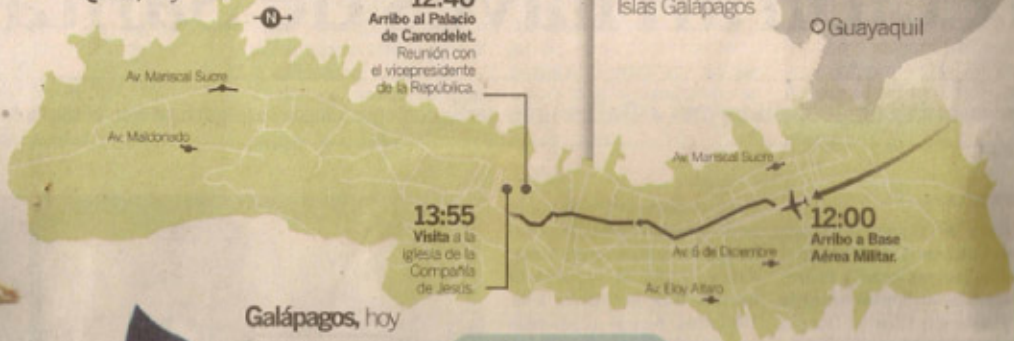 12:40
Arribo al Palacio
de Carondelet.
Reunión con
el vicepresidente
de la República.
Islas Galápagos
Guayaquil
N
Av. Mariscal Sucre
Av. Maldonado
Av. Mariscal Sucre
13:55
Visita a la
Iglesia de la
Compañía
de Jesús.
12:00
Arribo a Base
Aérea Militar.
Av. 6 de Diciembre
Av. Eloy Alfaro
Galápagos, hoy